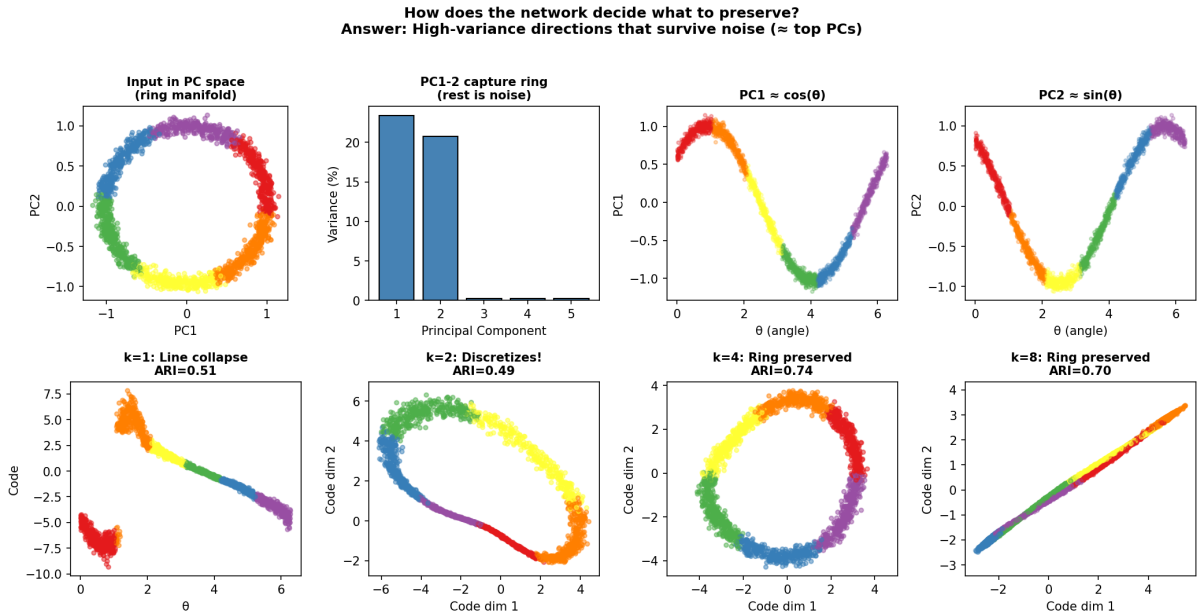 How does the network decide what to preserve?
Answer: High-variance directions that survive noise (≈ top PCs)
Input in PC space
(ring manifold)
1.0
0.5
0.0
−0.5
−1.0
PC2
−1
0
1
PC1
PC1-2 capture ring
(rest is noise)
20
15
10
5
0
Variance (%)
1
2
3
4
5
Principal Component
PC1 ≈ cos(θ)
1.0
0.5
0.0
−0.5
−1.0
PC1
0
2
4
6
θ (angle)
PC2 ≈ sin(θ)
1.0
0.5
0.0
−0.5
−1.0
PC2
0
2
4
6
θ (angle)
k=1: Line collapse
ARI=0.51
7.5
5.0
2.5
0.0
−2.5
−5.0
−7.5
−10.0
Code
0
2
4
6
θ
k=2: Discretizes!
ARI=0.49
6
4
2
0
−2
Code dim 2
−6
−4
−2
0
2
4
Code dim 1
k=4: Ring preserved
ARI=0.74
4
2
0
−2
−4
Code dim 2
−4
−2
0
2
4
Code dim 1
k=8: Ring preserved
ARI=0.70
4
3
2
1
0
−1
−2
−3
Code dim 2
−2
0
2
4
Code dim 1